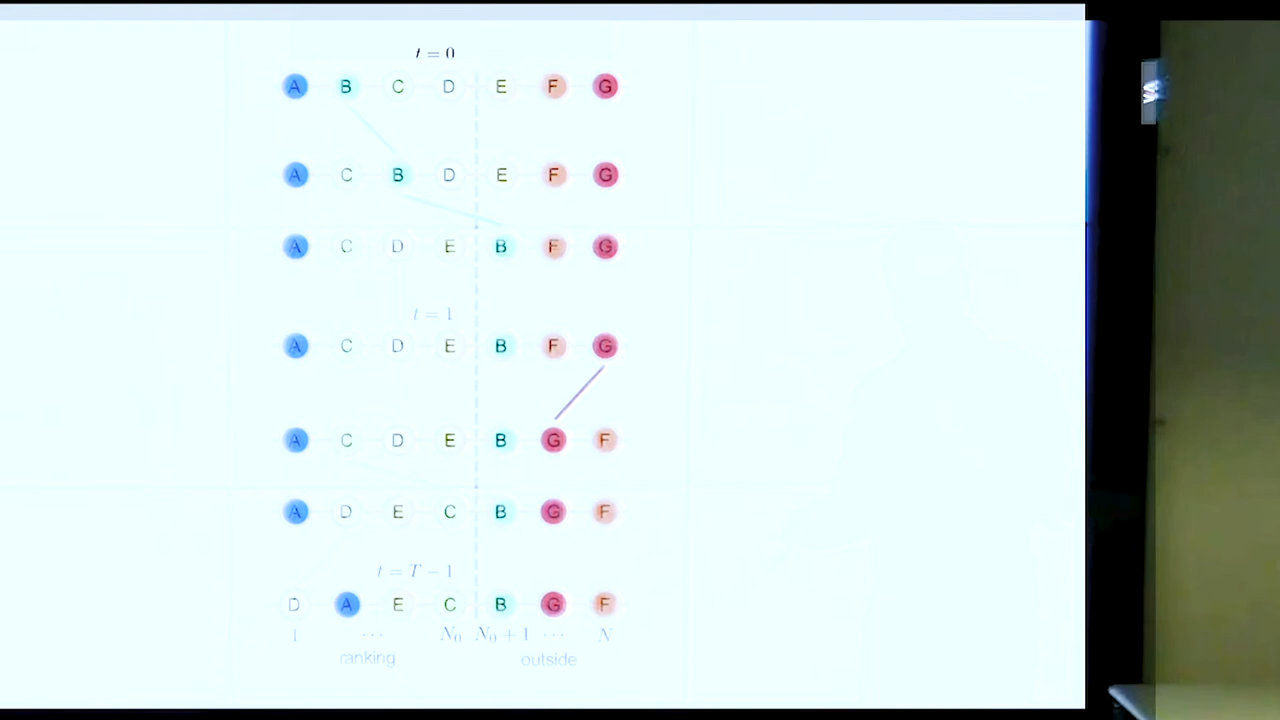 t = 0
A B C D E F G
A C B D E F G
A C D E B F G
t = 1
A C D E B F G
A C D E B G F
A D E C B G F
t = T − 1
D A E C B G F
1 ⋯ N₀ N₀ + 1 ⋯ N
ranking outside